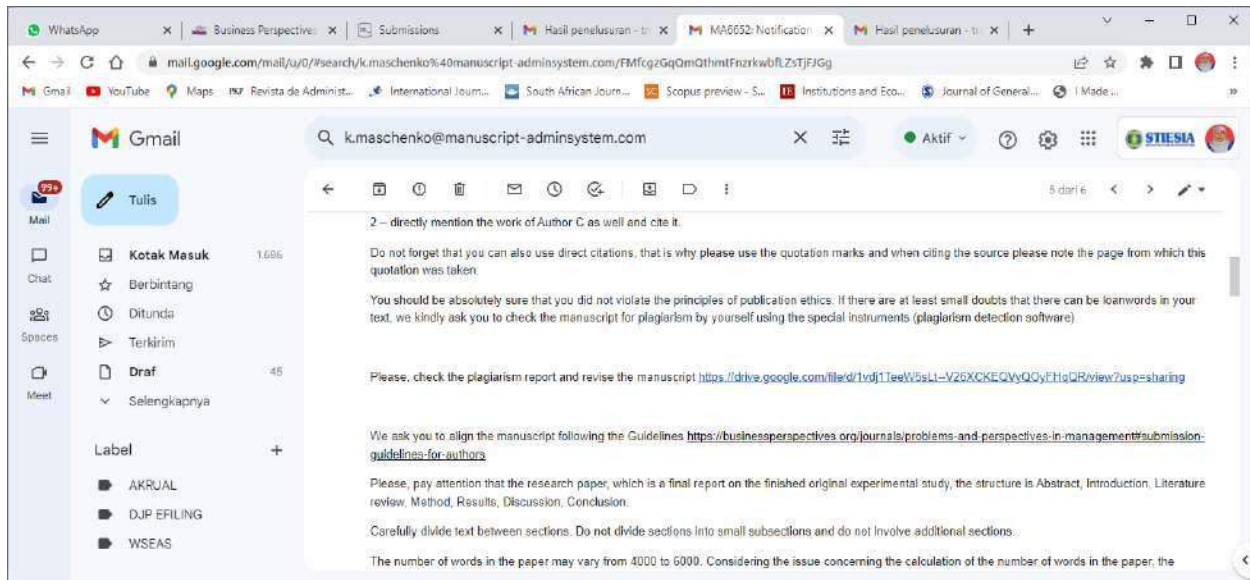 WhatsApp
Business Perspective
Submissions
Hasil penelusuran - tr
MA6652: Notification
Hasil penelusuran - tr
mail.google.com/mail/u/0/#search/k.maschenko%40manuscript-adminsystem.com/
Gmail
YouTube
Maps
Revista de Administ...
International Journ...
South African Journ...
Scopus preview - S...
Institutions and Eco...
Journal of General...
I Made ...
Gmail
k.maschenko@manuscript-adminsystem.com
Aktif
STIESIA
99+
Mail
Chat
Spaces
Meet
Tulis
Kotak Masuk 1.686
Berbintang
Ditunda
Terkirim
Draf 45
Selengkapnya
Label
AKRUAL
DJP EFILING
WSEAS
5 dari 6
2 – directly mention the work of Author C as well and cite it.
Do not forget that you can also use direct citations, that is why please use the quotation marks and when citing the source please note the page from which this
quotation was taken.
You should be absolutely sure that you did not violate the principles of publication ethics. If there are at least small doubts that there can be loanwords in your
text, we kindly ask you to check the manuscript for plagiarism by yourself using the special instruments (plagiarism detection software)
Please, check the plagiarism report and revise the manuscript
We ask you to align the manuscript following the Guidelines https://businessperspectives.org/journals/problems-and-perspectives-in-management#submission-
guidelines-for-authors
Please, pay attention that the research paper, which is a final report on the finished original experimental study, the structure is Abstract, Introduction, Literature
review, Method, Results, Discussion, Conclusion.
Carefully divide text between sections. Do not divide sections into small subsections and do not involve additional sections.
The number of words in the paper may vary from 4000 to 6000. Considering the issue concerning the calculation of the number of words in the paper, the